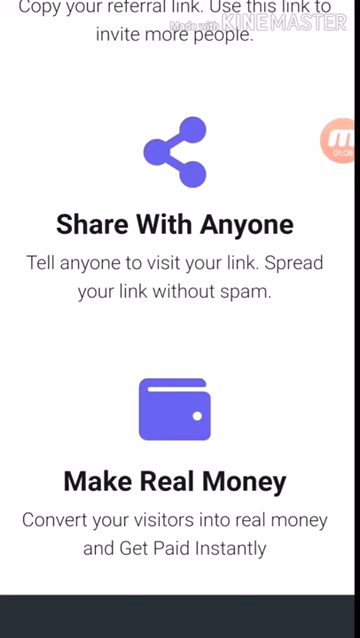 Copy your referral link. Use this link to
Made with KINEMASTER
invite more people.
01:08
Share With Anyone
Tell anyone to visit your link. Spread
your link without spam.
Make Real Money
Convert your visitors into real money
and Get Paid Instantly